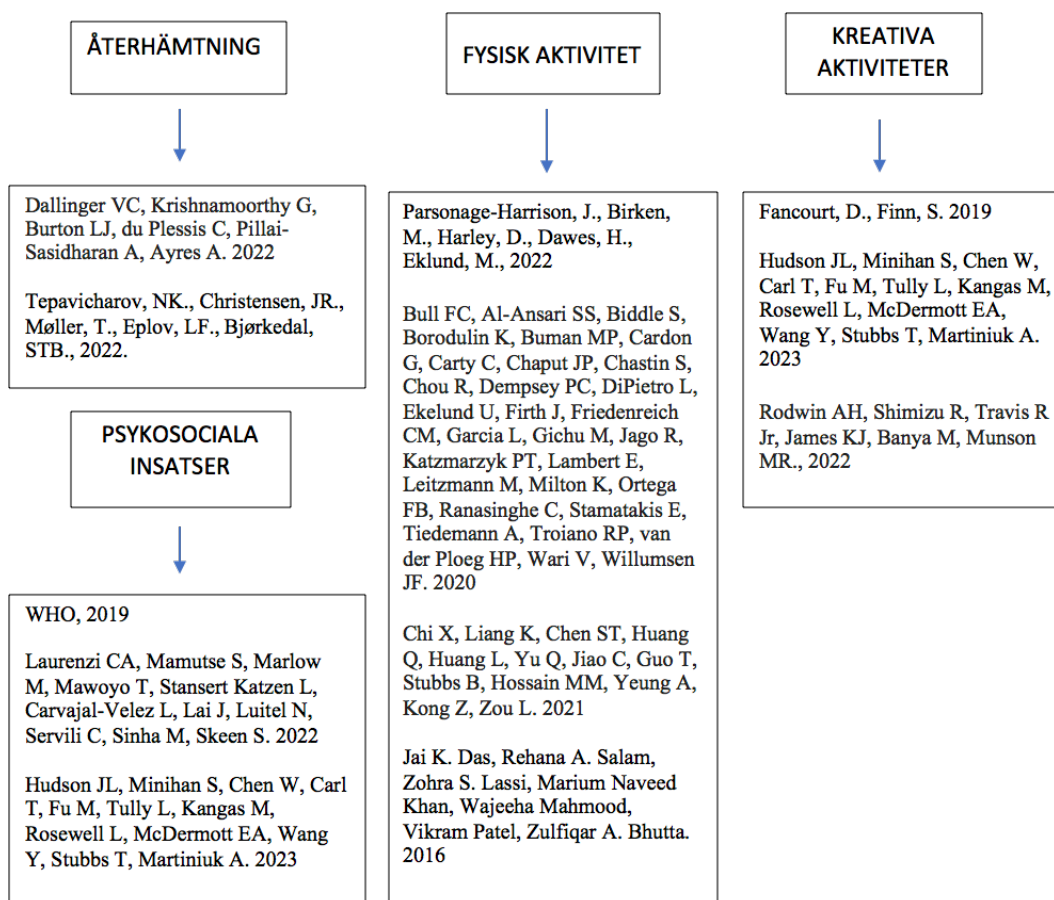 ÅTERHÄMTNING
Dallinger VC, Krishnamoorthy G,
Burton LJ, du Plessis C, Pillai-
Sasidharan A, Ayres A. 2022
Tepavicharov, NK., Christensen, JR.,
Møller, T., Eplov, LF., Bjørkedal,
STB., 2022.
PSYKOSOCIALA
INSATSER
WHO, 2019
Laurenzi CA, Mamutse S, Marlow
M, Mawoyo T, Stansert Katzen L,
Carvajal-Velez L, Lai J, Luitel N,
Servili C, Sinha M, Skeen S. 2022
Hudson JL, Minihan S, Chen W, Carl
T, Fu M, Tully L, Kangas M,
Rosewell L, McDermott EA, Wang
Y, Stubbs T, Martiniuk A. 2023
FYSISK AKTIVITET
Parsonage-Harrison, J., Birken,
M., Harley, D., Dawes, H.,
Eklund, M., 2022
Bull FC, Al-Ansari SS, Biddle S,
Borodulin K, Buman MP, Cardon
G, Carty C, Chaput JP, Chastin S,
Chou R, Dempsey PC, DiPietro L,
Ekelund U, Firth J, Friedenreich
CM, Garcia L, Gichu M, Jago R,
Katzmarzyk PT, Lambert E,
Leitzmann M, Milton K, Ortega
FB, Ranasinghe C, Stamatakis E,
Tiedemann A, Troiano RP, van
der Ploeg HP, Wari V, Willumsen
JF. 2020
Chi X, Liang K, Chen ST, Huang
Q, Huang L, Yu Q, Jiao C, Guo T,
Stubbs B, Hossain MM, Yeung A,
Kong Z, Zou L. 2021
Jai K. Das, Rehana A. Salam,
Zohra S. Lassi, Marium Naveed
Khan, Wajeeha Mahmood,
Vikram Patel, Zulfiqar A. Bhutta.
2016
KREATIVA
AKTIVITETER
Fancourt, D., Finn, S. 2019
Hudson JL, Minihan S, Chen W,
Carl T, Fu M, Tully L, Kangas M,
Rosewell L, McDermott EA,
Wang Y, Stubbs T, Martiniuk A.
2023
Rodwin AH, Shimizu R, Travis R
Jr, James KJ, Banya M, Munson
MR., 2022